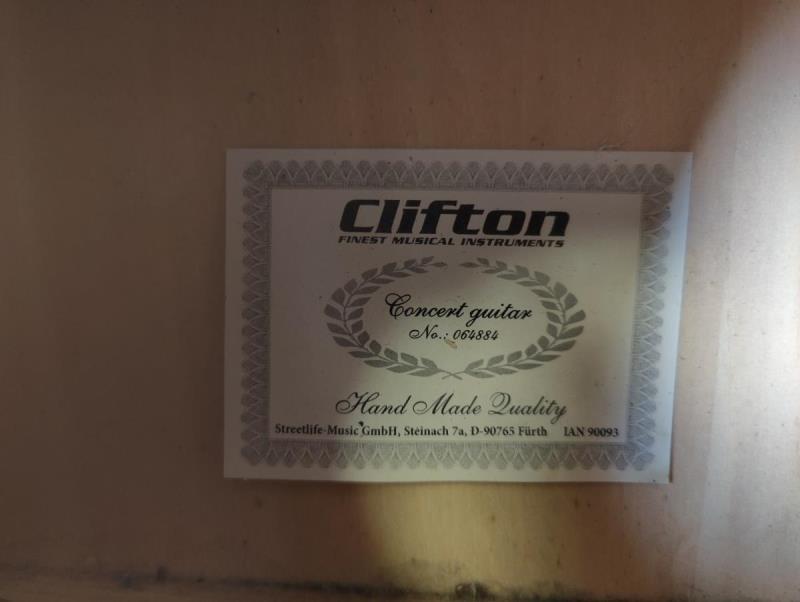 Clifton
FINEST MUSICAL INSTRUMENTS
Concert guitar
No.: 064884
Hand Made Quality
Streetlife-Music GmbH, Steinach 7a, D-90765 Fürth IAN 90093